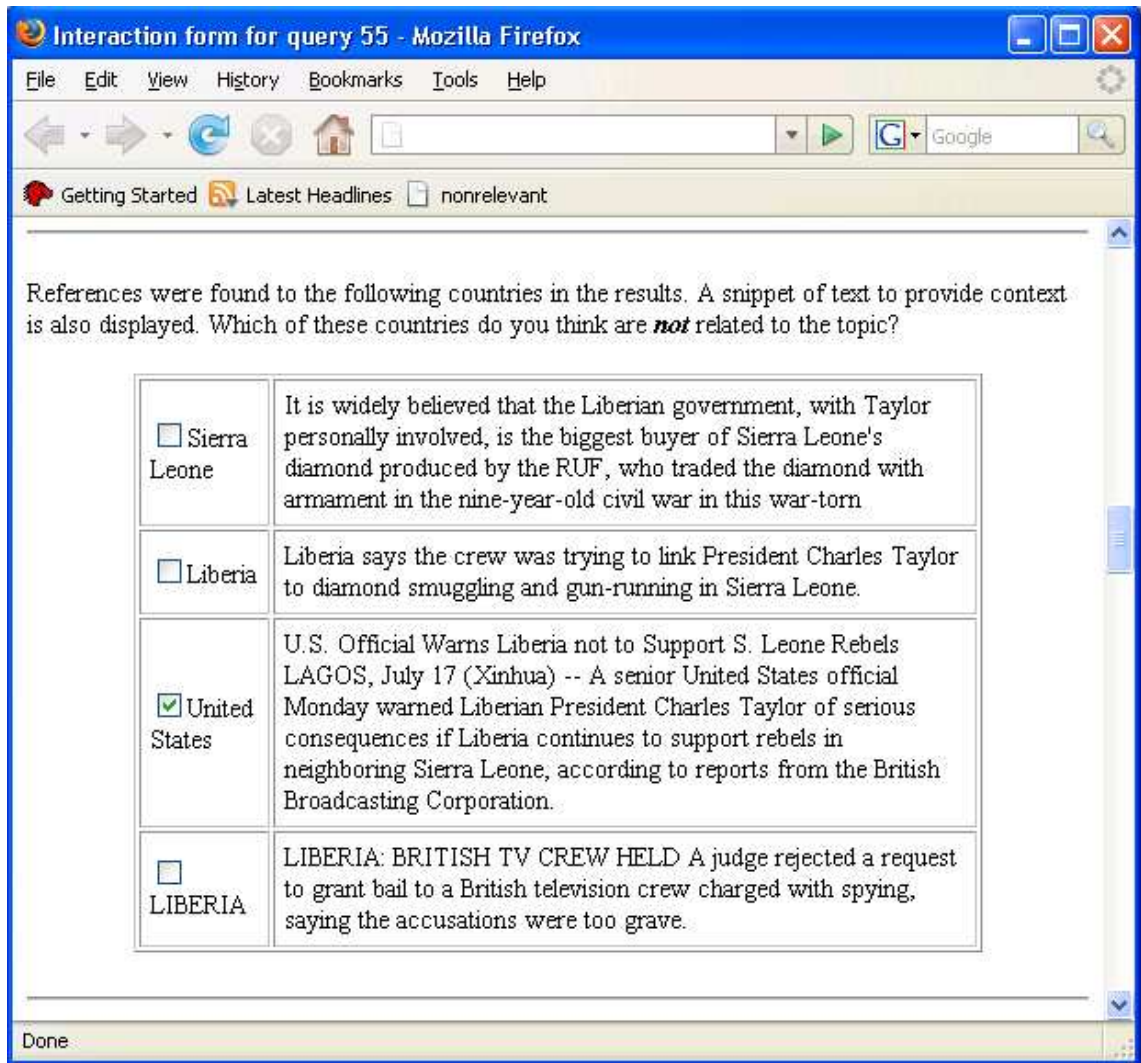 Interaction form for query 55 - Mozilla Firefox
File Edit View History Bookmarks Tools Help
G Google
Getting Started Latest Headlines nonrelevant
References were found to the following countries in the results. A snippet of text to provide context
is also displayed. Which of these countries do you think are not related to the topic?
Sierra
Leone
It is widely believed that the Liberian government, with Taylor
personally involved, is the biggest buyer of Sierra Leone's
diamond produced by the RUF, who traded the diamond with
armament in the nine-year-old civil war in this war-torn
Liberia
Liberia says the crew was trying to link President Charles Taylor
to diamond smuggling and gun-running in Sierra Leone.
United
States
U.S. Official Warns Liberia not to Support S. Leone Rebels
LAGOS, July 17 (Xinhua) -- A senior United States official
Monday warned Liberian President Charles Taylor of serious
consequences if Liberia continues to support rebels in
neighboring Sierra Leone, according to reports from the British
Broadcasting Corporation.
LIBERIA
LIBERIA: BRITISH TV CREW HELD A judge rejected a request
to grant bail to a British television crew charged with spying,
saying the accusations were too grave.
Done